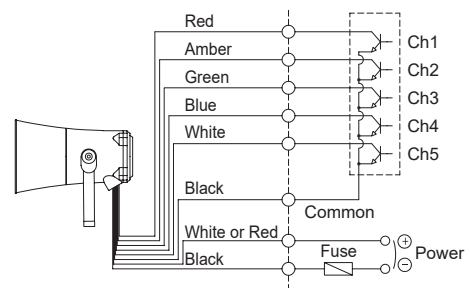 Red
Ch1
Amber
Ch2
Green
Ch3
Blue
Ch4
White
Ch5
Black
Common
White or Red
Fuse
+
Power
Black
−